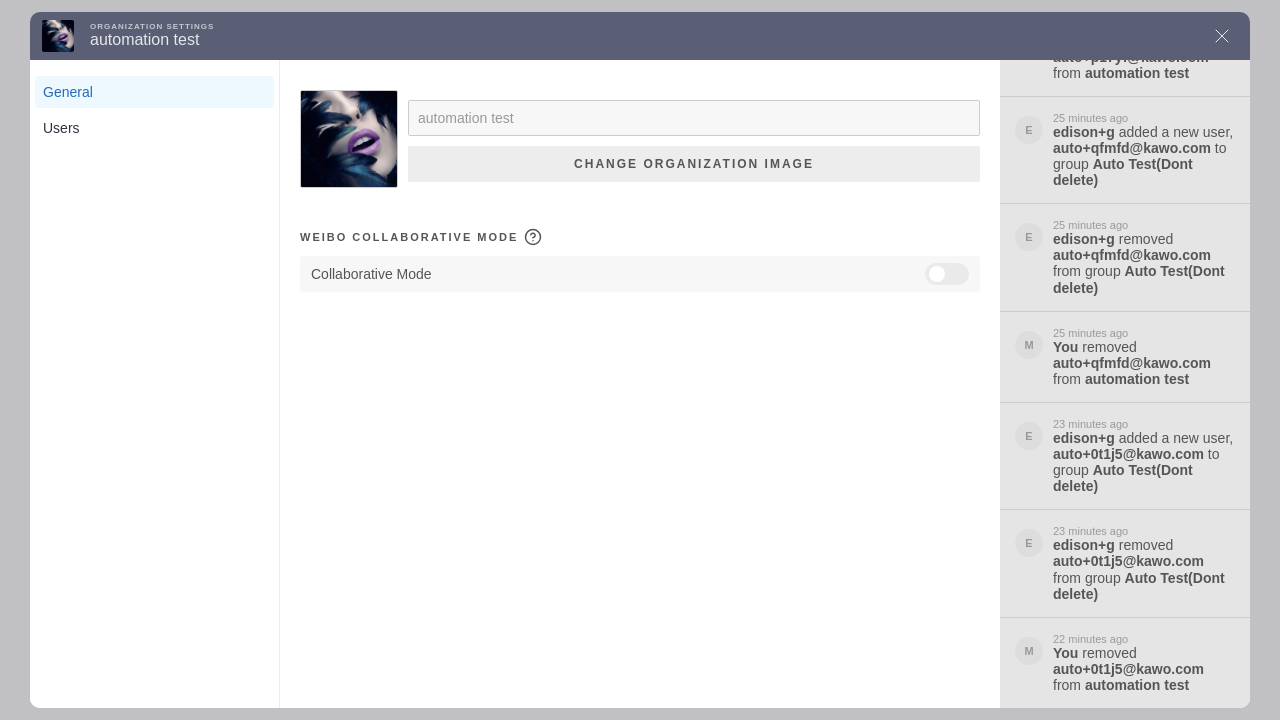 ORGANIZATION SETTINGS
automation test
General
Users
automation test
CHANGE ORGANIZATION IMAGE
WEIBO COLLABORATIVE MODE
Collaborative Mode
from automation test
25 minutes ago
E
edison+g added a new user,
auto+qfmfd@kawo.com to
group Auto Test(Dont
delete)
25 minutes ago
E
edison+g removed
auto+qfmfd@kawo.com
from group Auto Test(Dont
delete)
25 minutes ago
M
You removed
auto+qfmfd@kawo.com
from automation test
23 minutes ago
E
edison+g added a new user,
auto+0t1j5@kawo.com to
group Auto Test(Dont
delete)
23 minutes ago
E
edison+g removed
auto+0t1j5@kawo.com
from group Auto Test(Dont
delete)
22 minutes ago
M
You removed
auto+0t1j5@kawo.com
from automation test